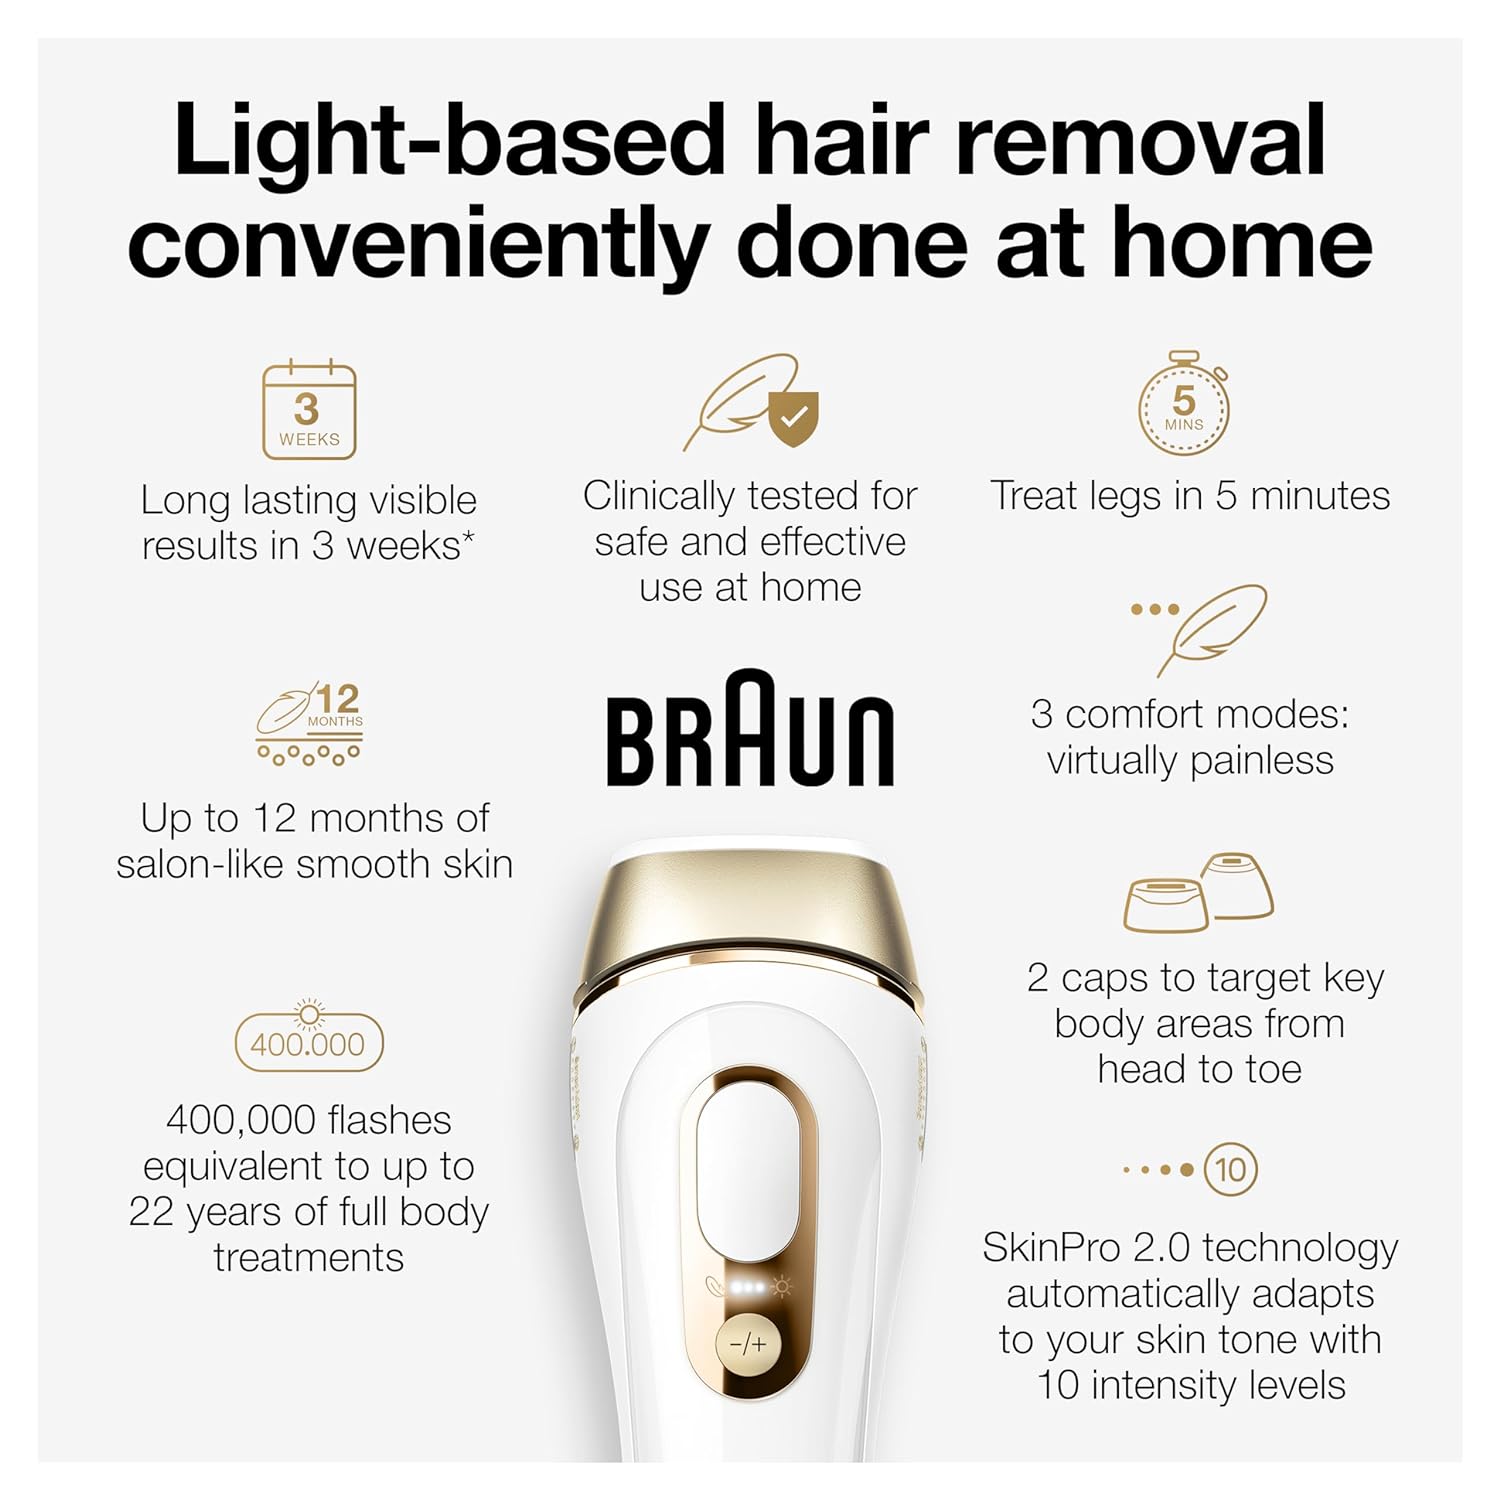 Light-based hair removal
conveniently done at home
3
WEEKS
Long lasting visible
results in 3 weeks*
Clinically tested for
safe and effective
use at home
5
MINS
Treat legs in 5 minutes
12
MONTHS
Up to 12 months of
salon-like smooth skin
BRAUN
3 comfort modes:
virtually painless
2 caps to target key
body areas from
head to toe
400.000
400,000 flashes
equivalent to up to
22 years of full body
treatments
10
SkinPro 2.0 technology
automatically adapts
to your skin tone with
10 intensity levels
-/+